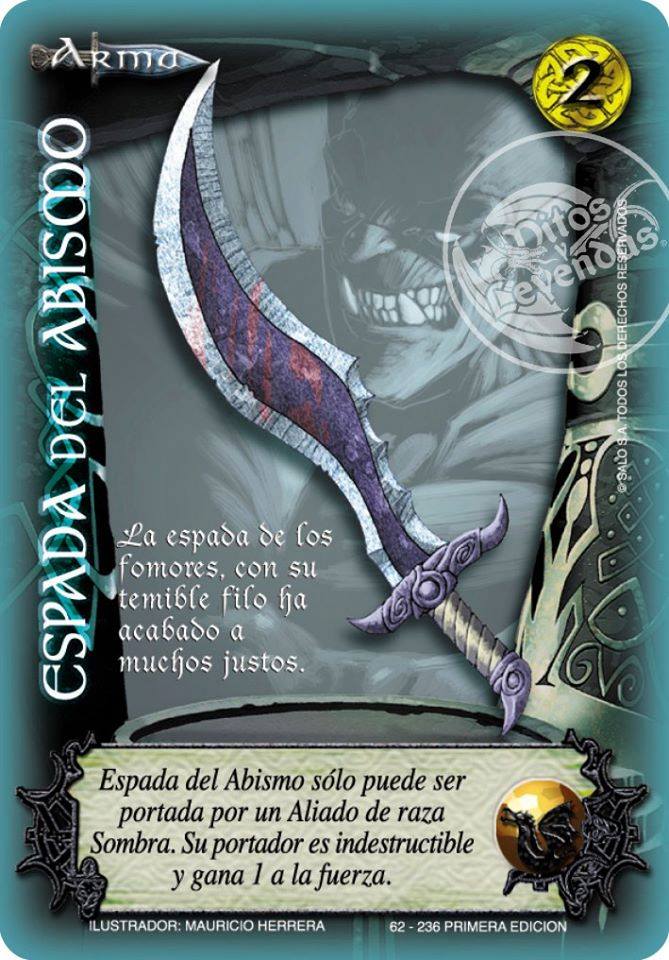 Arma
2
ESPADA DEL ABISMO
Mitos
y
Leyendas
®
© SALO S.A. TODOS LOS DERECHOS RESERVADOS
La espada de los
fomores, con su
temible filo ha
acabado a
muchos justos.
Espada del Abismo sólo puede ser
portada por un Aliado de raza
Sombra. Su portador es indestructible
y gana 1 a la fuerza.
ILUSTRADOR: MAURICIO HERRERA
62 - 236 PRIMERA EDICION